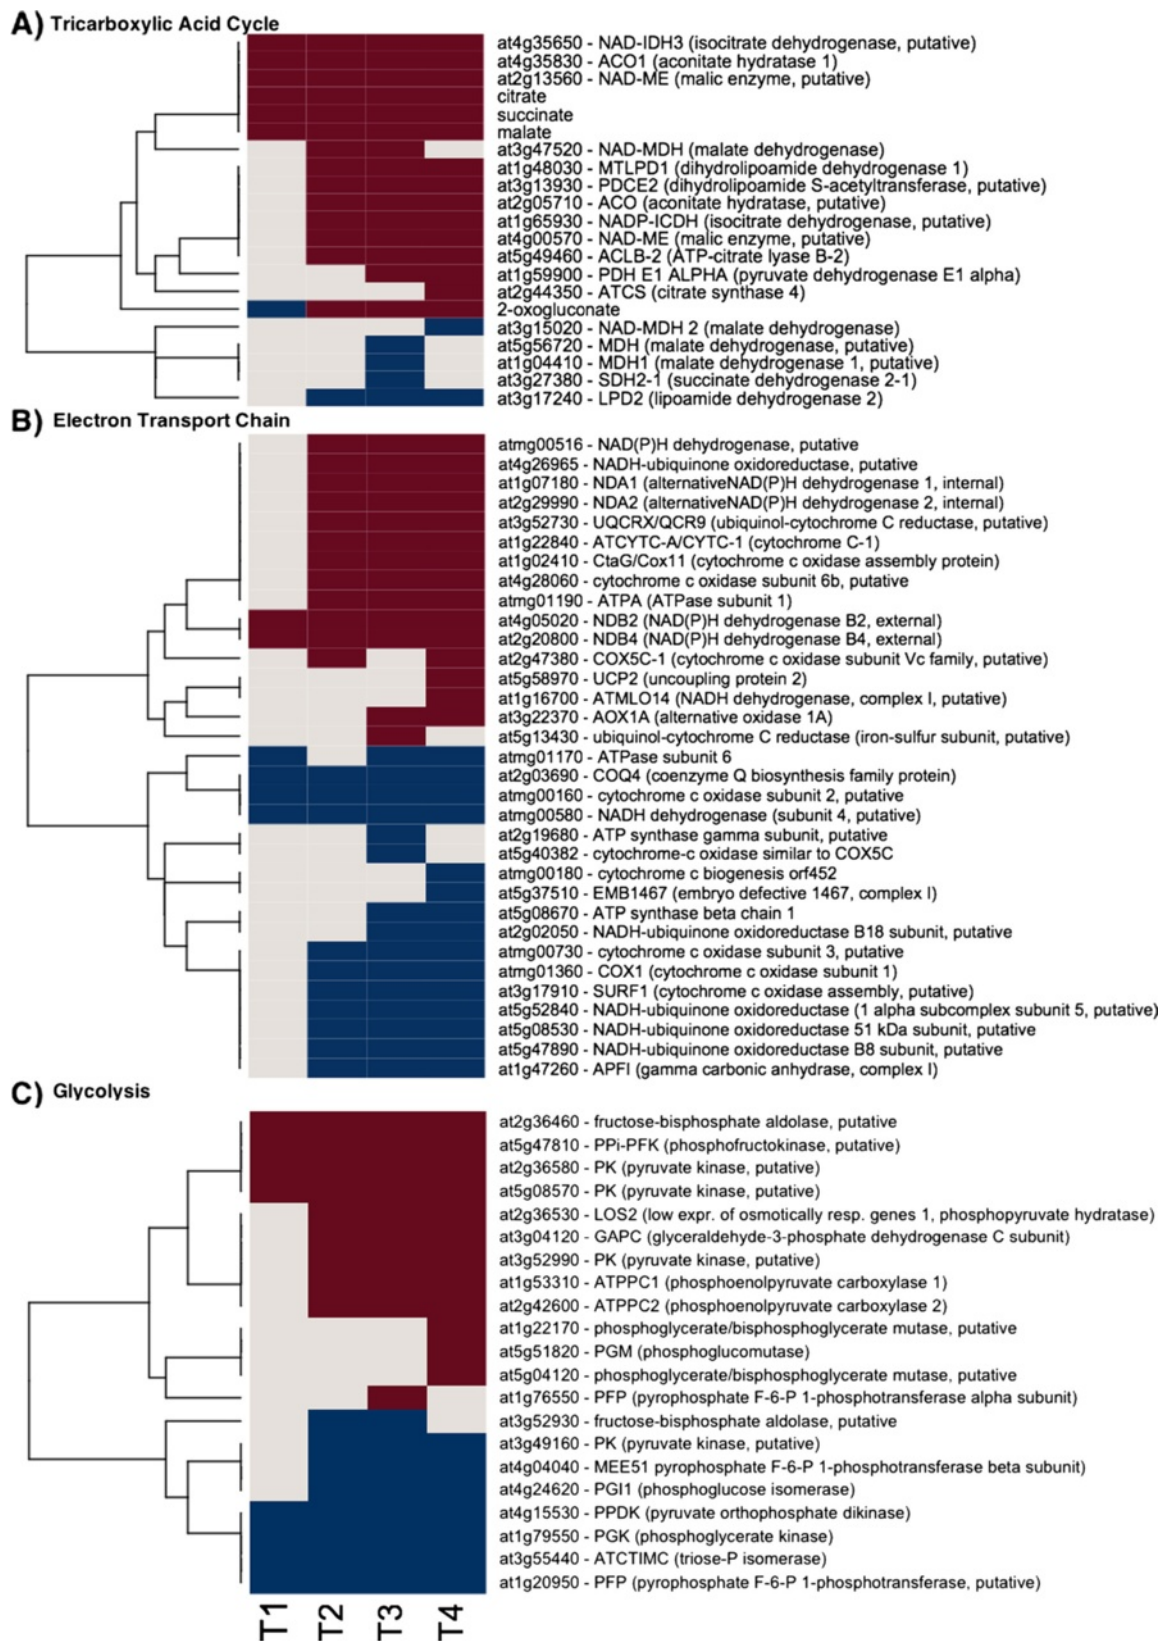 A) Tricarboxylic Acid Cycle
at4g35650 - NAD-IDH3 (isocitrate dehydrogenase, putative)
at4g35830 - ACO1 (aconitate hydratase 1)
at2g13560 - NAD-ME (malic enzyme, putative)
citrate
succinate
malate
at3g47520 - NAD-MDH (malate dehydrogenase)
at1g48030 - MTLPD1 (dihydrolipoamide dehydrogenase 1)
at3g13930 - PDCE2 (dihydrolipoamide S-acetyltransferase, putative)
at2g05710 - ACO (aconitate hydratase, putative)
at1g65930 - NADP-ICDH (isocitrate dehydrogenase, putative)
at4g00570 - NAD-ME (malic enzyme, putative)
at5g49460 - ACLB-2 (ATP-citrate lyase B-2)
at1g59900 - PDH E1 ALPHA (pyruvate dehydrogenase E1 alpha)
at2g44350 - ATCS (citrate synthase 4)
2-oxogluconate
at3g15020 - NAD-MDH 2 (malate dehydrogenase)
at5g56720 - MDH (malate dehydrogenase, putative)
at1g04410 - MDH1 (malate dehydrogenase 1, putative)
at3g27380 - SDH2-1 (succinate dehydrogenase 2-1)
at3g17240 - LPD2 (lipoamide dehydrogenase 2)
B) Electron Transport Chain
atmg00516 - NAD(P)H dehydrogenase, putative
at4g26965 - NADH-ubiquinone oxidoreductase, putative
at1g07180 - NDA1 (alternativeNAD(P)H dehydrogenase 1, internal)
at2g29990 - NDA2 (alternativeNAD(P)H dehydrogenase 2, internal)
at3g52730 - UQCRX/QCR9 (ubiquinol-cytochrome C reductase, putative)
at1g22840 - ATCYTC-A/CYTC-1 (cytochrome C-1)
at1g02410 - CtaG/Cox11 (cytochrome c oxidase assembly protein)
at4g28060 - cytochrome c oxidase subunit 6b, putative
atmg01190 - ATPA (ATPase subunit 1)
at4g05020 - NDB2 (NAD(P)H dehydrogenase B2, external)
at2g20800 - NDB4 (NAD(P)H dehydrogenase B4, external)
at2g47380 - COX5C-1 (cytochrome c oxidase subunit Vc family, putative)
at5g58970 - UCP2 (uncoupling protein 2)
at1g16700 - ATMLO14 (NADH dehydrogenase, complex I, putative)
at3g22370 - AOX1A (alternative oxidase 1A)
at5g13430 - ubiquinol-cytochrome C reductase (iron-sulfur subunit, putative)
atmg01170 - ATPase subunit 6
at2g03690 - COQ4 (coenzyme Q biosynthesis family protein)
atmg00160 - cytochrome c oxidase subunit 2, putative
atmg00580 - NADH dehydrogenase (subunit 4, putative)
at2g19680 - ATP synthase gamma subunit, putative
at5g40382 - cytochrome-c oxidase similar to COX5C
atmg00180 - cytochrome c biogenesis orf452
at5g37510 - EMB1467 (embryo defective 1467, complex I)
at5g08670 - ATP synthase beta chain 1
at2g02050 - NADH-ubiquinone oxidoreductase B18 subunit, putative
atmg00730 - cytochrome c oxidase subunit 3, putative
atmg01360 - COX1 (cytochrome c oxidase subunit 1)
at3g17910 - SURF1 (cytochrome c oxidase assembly, putative)
at5g52840 - NADH-ubiquinone oxidoreductase (1 alpha subcomplex subunit 5, putative)
at5g08530 - NADH-ubiquinone oxidoreductase 51 kDa subunit, putative
at5g47890 - NADH-ubiquinone oxidoreductase B8 subunit, putative
at1g47260 - APFI (gamma carbonic anhydrase, complex I)
C) Glycolysis
at2g36460 - fructose-bisphosphate aldolase, putative
at5g47810 - PPi-PFK (phosphofructokinase, putative)
at2g36580 - PK (pyruvate kinase, putative)
at5g08570 - PK (pyruvate kinase, putative)
at2g36530 - LOS2 (low expr. of osmotically resp. genes 1, phosphopyruvate hydratase)
at3g04120 - GAPC (glyceraldehyde-3-phosphate dehydrogenase C subunit)
at3g52990 - PK (pyruvate kinase, putative)
at1g53310 - ATPPC1 (phosphoenolpyruvate carboxylase 1)
at2g42600 - ATPPC2 (phosphoenolpyruvate carboxylase 2)
at1g22170 - phosphoglycerate/bisphosphoglycerate mutase, putative
at5g51820 - PGM (phosphoglucomutase)
at5g04120 - phosphoglycerate/bisphosphoglycerate mutase, putative
at1g76550 - PFP (pyrophosphate F-6-P 1-phosphotransferase alpha subunit)
at3g52930 - fructose-bisphosphate aldolase, putative
at3g49160 - PK (pyruvate kinase, putative)
at4g04040 - MEE51 pyrophosphate F-6-P 1-phosphotransferase beta subunit)
at4g24620 - PGI1 (phosphoglucose isomerase)
at4g15530 - PPDK (pyruvate orthophosphate dikinase)
at1g79550 - PGK (phosphoglycerate kinase)
at3g55440 - ATCTIMC (triose-P isomerase)
at1g20950 - PFP (pyrophosphate F-6-P 1-phosphotransferase, putative)
T1 T2 T3 T4